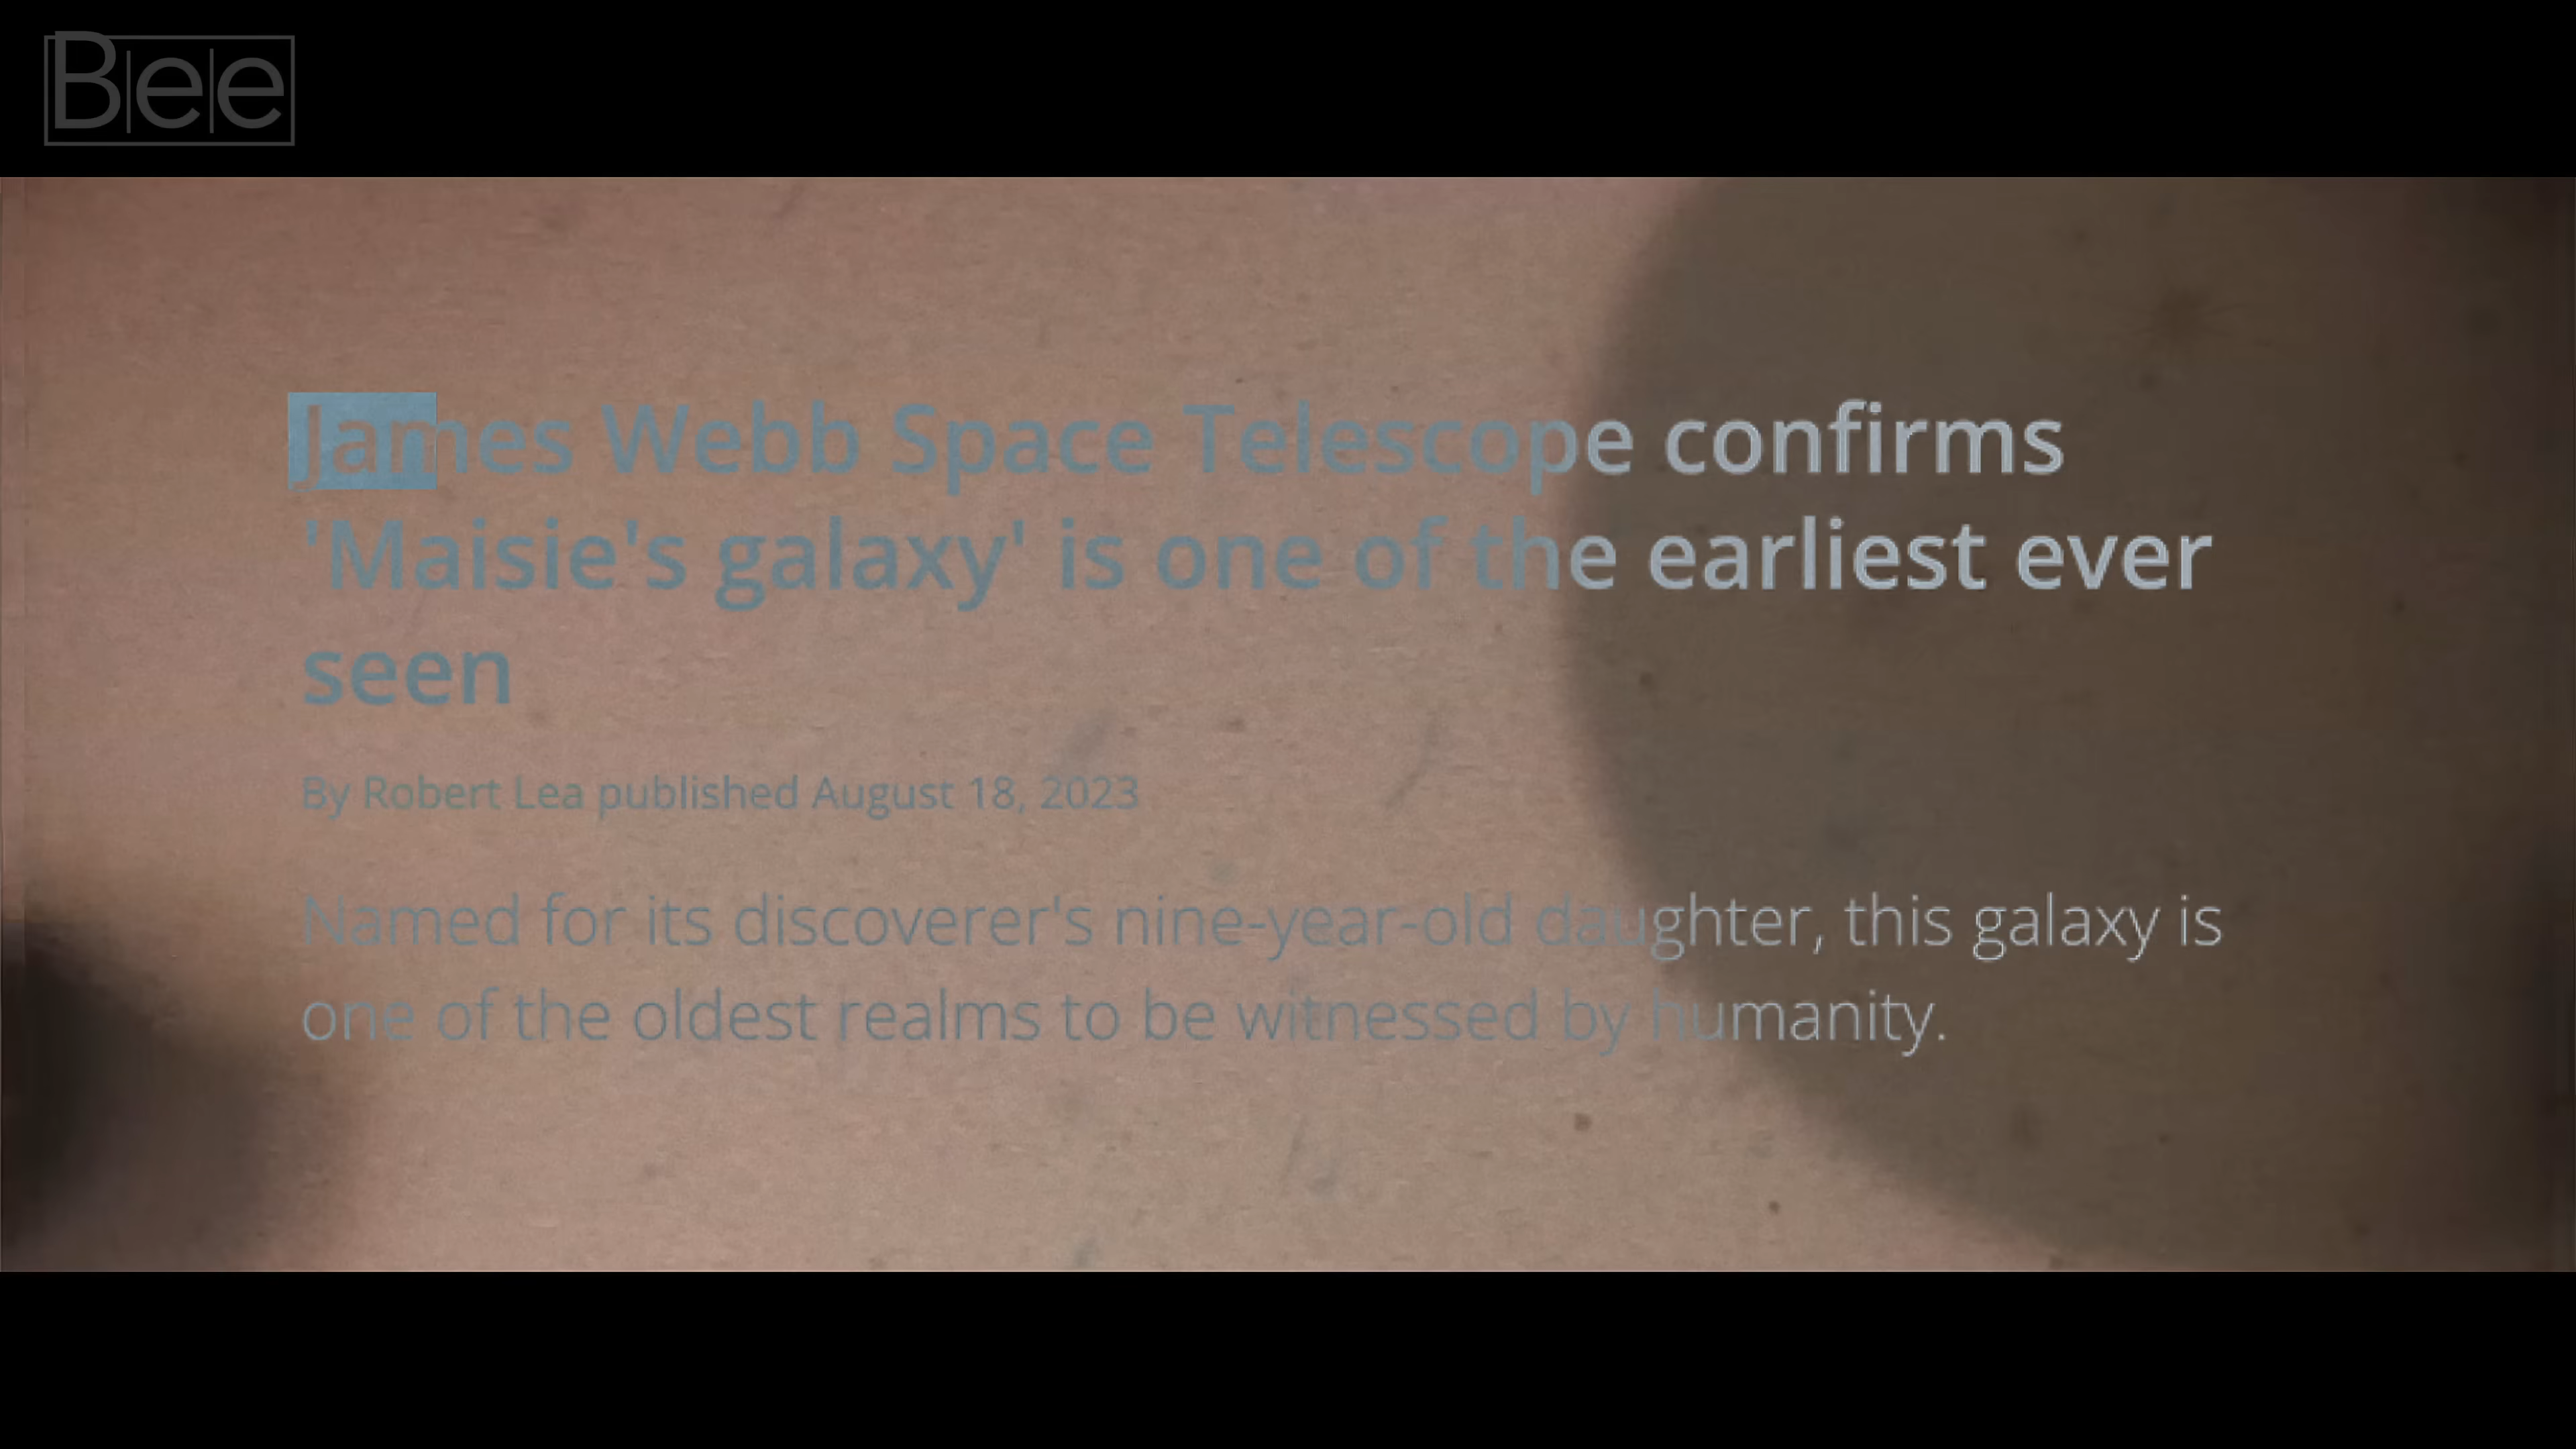 Bee
James Webb Space Telescope confirms
'Maisie's galaxy' is one of the earliest ever
seen
By Robert Lea published August 18, 2023
Named for its discoverer's nine-year-old daughter, this galaxy is
one of the oldest realms to be witnessed by humanity.